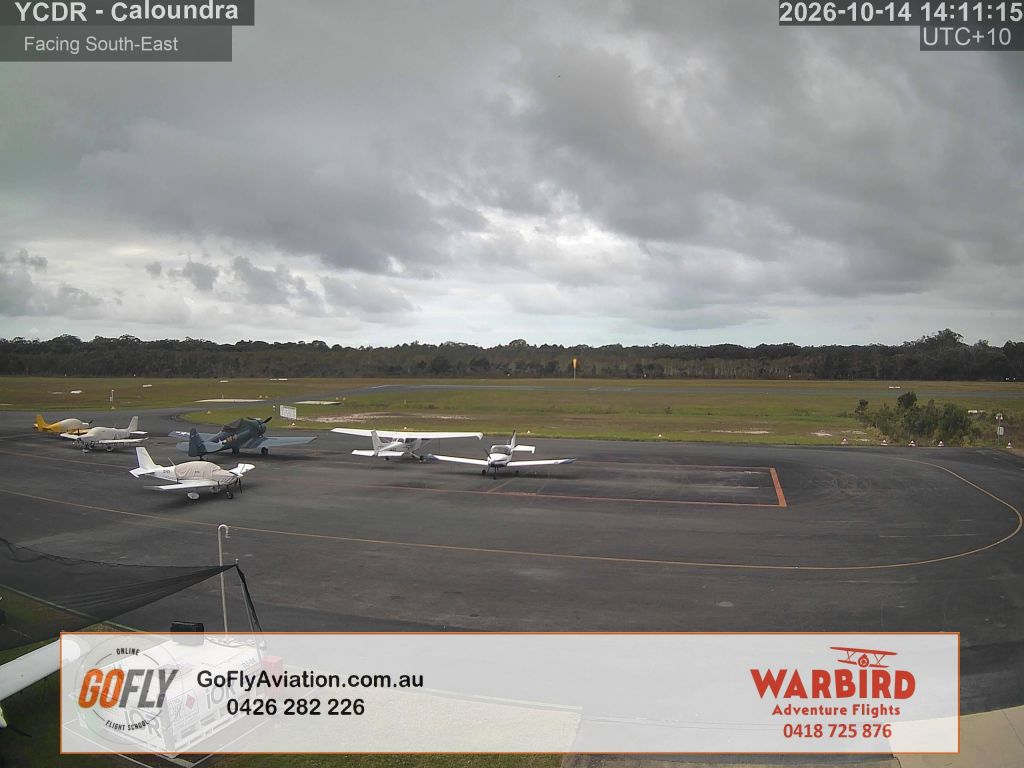 YCDR - Caloundra
Facing South-East
2026-10-14 14:11:15
UTC+10
ONLINE
GOFLY
FLIGHT SCHOOL
GoFlyAviation.com.au
0426 282 226
WARBIRD
Adventure Flights
0418 725 876